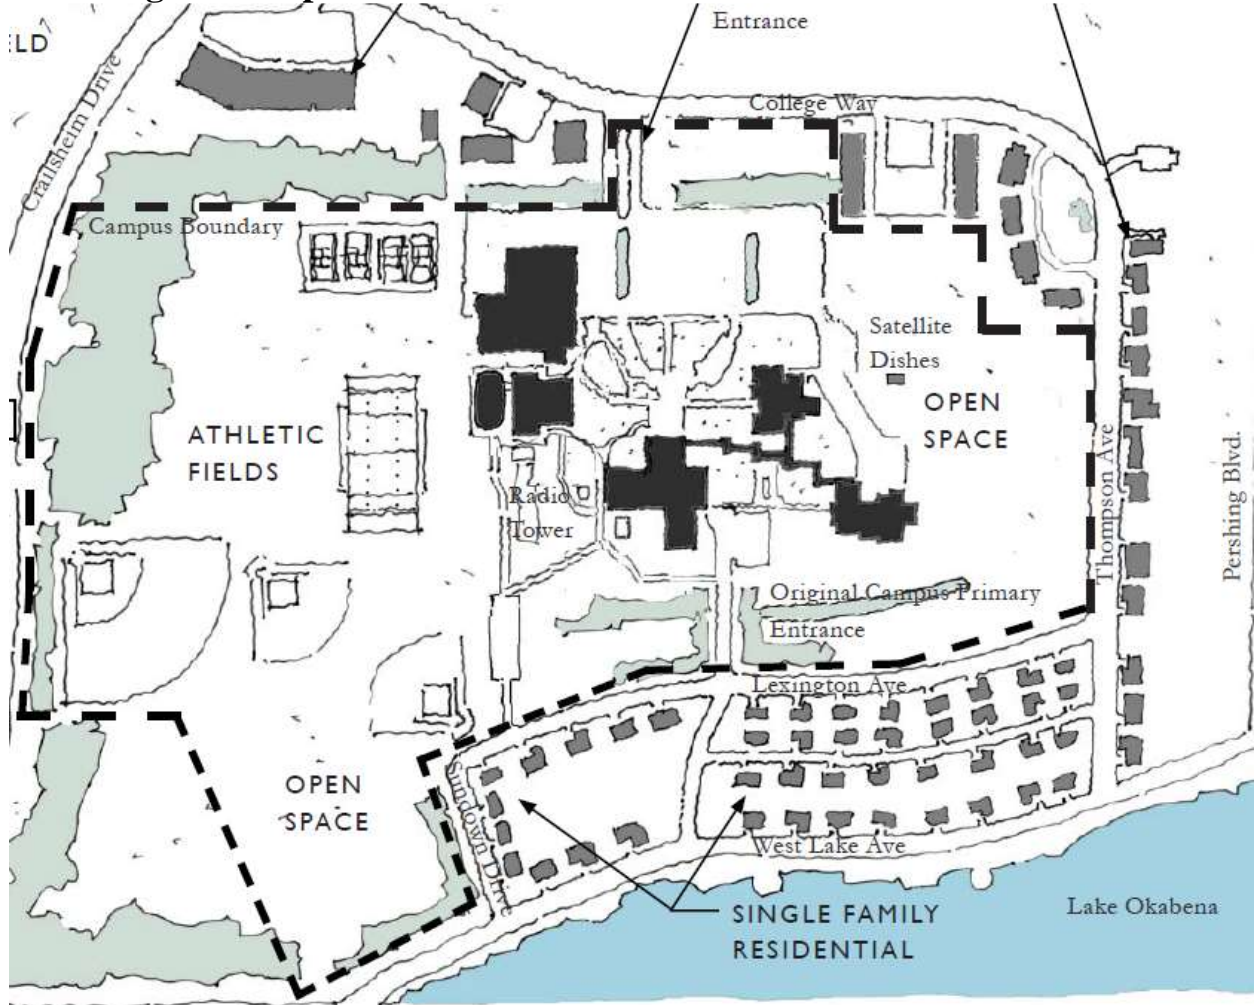 Entrance
ELD
College Way
Crailsheim Drive
Campus Boundary
Satellite
Dishes
OPEN
SPACE
ATHLETIC
FIELDS
Thompson Ave
Pershing Blvd.
Radio
Tower
Original Campus Primary
Entrance
Lexington Ave
OPEN
SPACE
Sundown Drive
West Lake Ave
SINGLE FAMILY
RESIDENTIAL
Lake Okabena